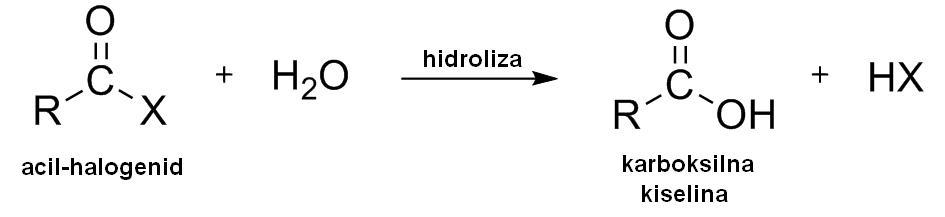 O
C
R X
acil-halogenid
+
H₂O
hidroliza
O
C
R OH
karboksilna
kiselina
+
HX